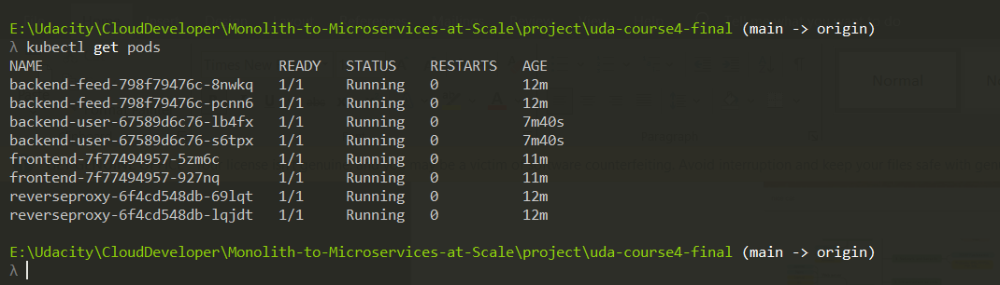 E:\Udacity\CloudDeveloper\Monolith-to-Microservices-at-Scale\project\uda-course4-final (main -> origin)
λ kubectl get pods
NAME READY STATUS RESTARTS AGE
backend-feed-798f79476c-8nwkq 1/1 Running 0 12m
backend-feed-798f79476c-pcnn6 1/1 Running 0 12m
backend-user-67589d6c76-lb4fx 1/1 Running 0 7m40s
backend-user-67589d6c76-s6tpx 1/1 Running 0 7m40s
frontend-7f77494957-5zm6c 1/1 Running 0 11m
frontend-7f77494957-927nq 1/1 Running 0 11m
reverseproxy-6f4cd548db-69lqt 1/1 Running 0 12m
reverseproxy-6f4cd548db-lqjdt 1/1 Running 0 12m
E:\Udacity\CloudDeveloper\Monolith-to-Microservices-at-Scale\project\uda-course4-final (main -> origin)
λ